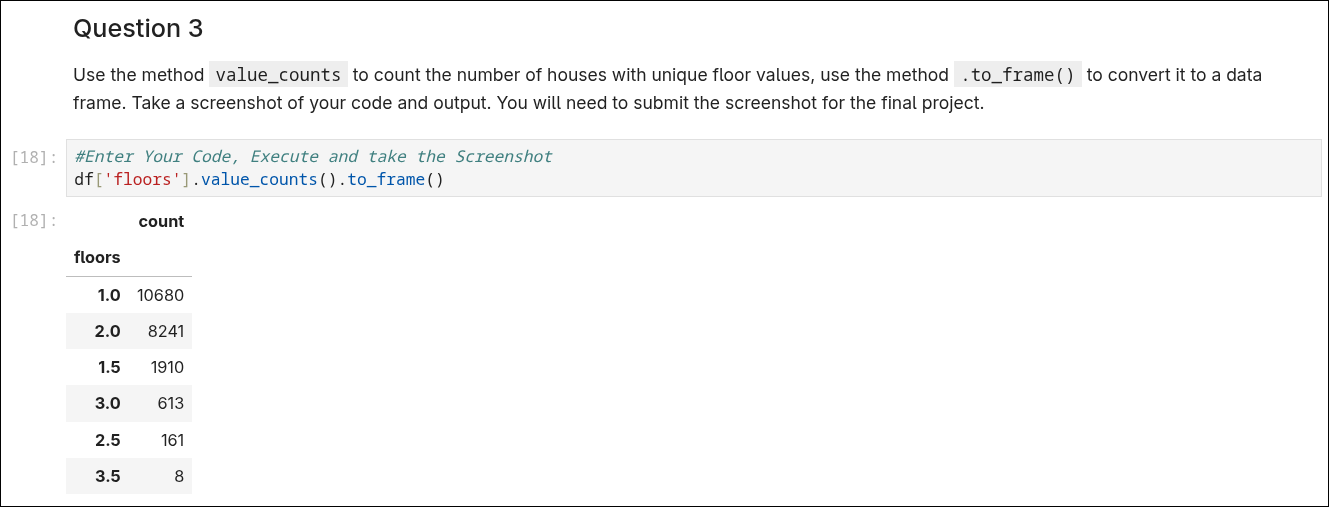 Question 3
Use the method value_counts to count the number of houses with unique floor values, use the method .to_frame() to convert it to a data
frame. Take a screenshot of your code and output. You will need to submit the screenshot for the final project.
[18]: #Enter Your Code, Execute and take the Screenshot
df['floors'].value_counts().to_frame()
[18]: count
floors
1.0 10680
2.0 8241
1.5 1910
3.0 613
2.5 161
3.5 8